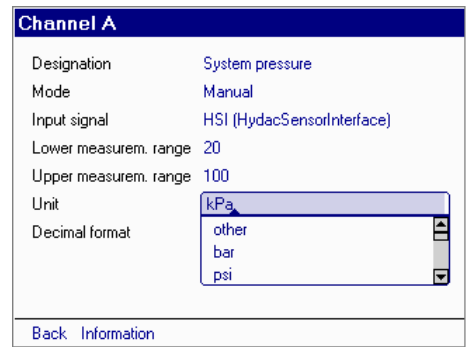 Channel A
Designation System pressure
Mode Manual
Input signal HSI (HydacSensorInterface)
Lower measurem. range 20
Upper measurem. range 100
Unit kPa
Decimal format other
bar
psi
Back Information